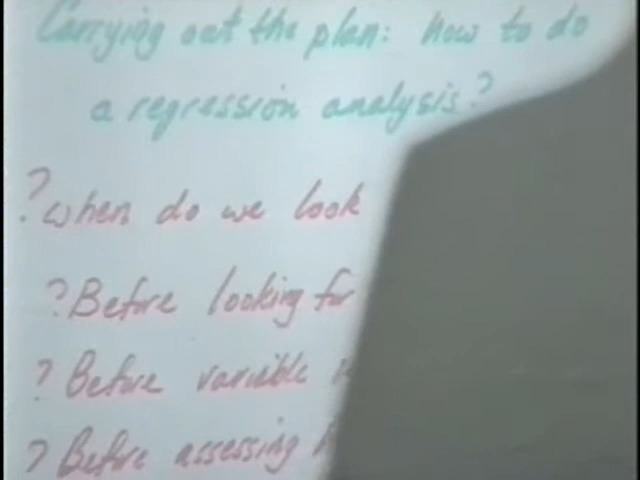 Carrying out the plan: how to do
a regression analysis?
? When do we look
? Before looking for
? Before variable
? Before assessing